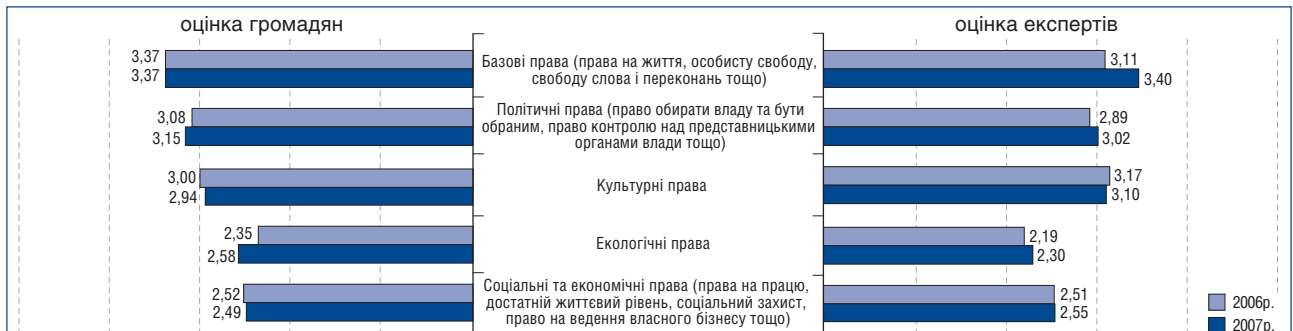 оцінка громадян
оцінка експертів
3,37
3,37
Базові права (права на життя, особисту свободу,
свободу слова і переконань тощо)
3,11
3,40
3,08
3,15
Політичні права (право обирати владу та бути
обраним, право контролю над представницькими
органами влади тощо)
2,89
3,02
3,00
2,94
Культурні права
3,17
3,10
2,35
2,58
Екологічні права
2,19
2,30
2,52
2,49
Соціальні та економічні права (права на працю,
достатній життєвий рівень, соціальний захист,
право на ведення власного бізнесу тощо)
2,51
2,55
2006р.
2007р.